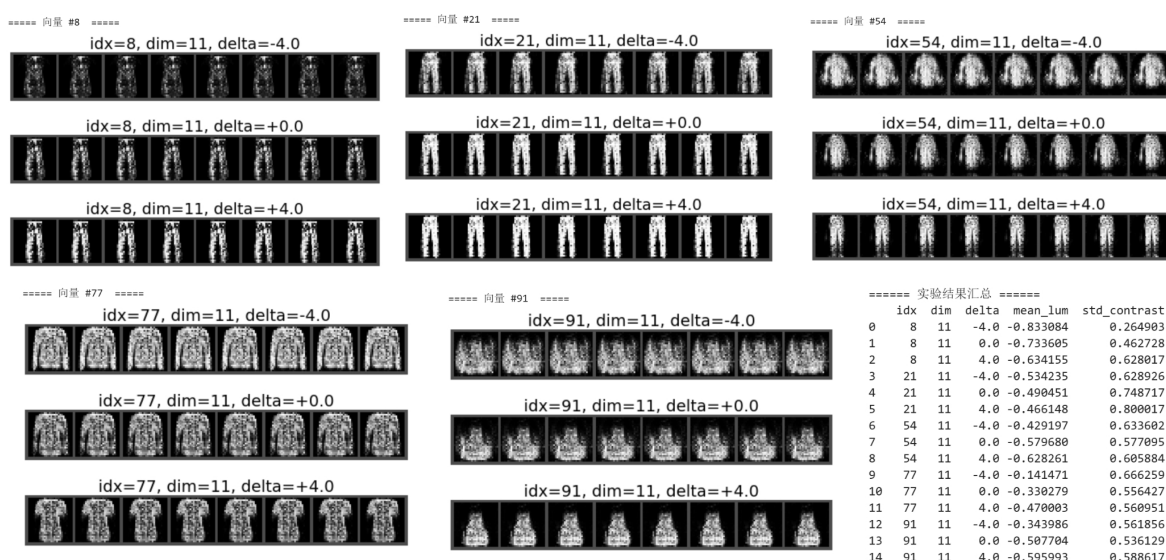 ===== 向量 #8 =====
idx=8, dim=11, delta=-4.0
idx=8, dim=11, delta=+0.0
idx=8, dim=11, delta=+4.0
===== 向量 #21 =====
idx=21, dim=11, delta=-4.0
idx=21, dim=11, delta=+0.0
idx=21, dim=11, delta=+4.0
===== 向量 #54 =====
idx=54, dim=11, delta=-4.0
idx=54, dim=11, delta=+0.0
idx=54, dim=11, delta=+4.0
===== 向量 #77 =====
idx=77, dim=11, delta=-4.0
idx=77, dim=11, delta=+0.0
idx=77, dim=11, delta=+4.0
===== 向量 #91 =====
idx=91, dim=11, delta=-4.0
idx=91, dim=11, delta=+0.0
idx=91, dim=11, delta=+4.0
====== 实验结果汇总 ======
idx dim delta mean_lum std_contrast
0 8 11 -4.0 -0.833084 0.264903
1 8 11 0.0 -0.733605 0.462728
2 8 11 4.0 -0.634155 0.628017
3 21 11 -4.0 -0.534235 0.628926
4 21 11 0.0 -0.490451 0.748717
5 21 11 4.0 -0.466148 0.800017
6 54 11 -4.0 -0.429197 0.633602
7 54 11 0.0 -0.579680 0.577095
8 54 11 4.0 -0.628261 0.605884
9 77 11 -4.0 -0.141471 0.666259
10 77 11 0.0 -0.330279 0.556427
11 77 11 4.0 -0.470003 0.560951
12 91 11 -4.0 -0.343986 0.561856
13 91 11 0.0 -0.507704 0.536129
14 91 11 4.0 -0.595993 0.588617